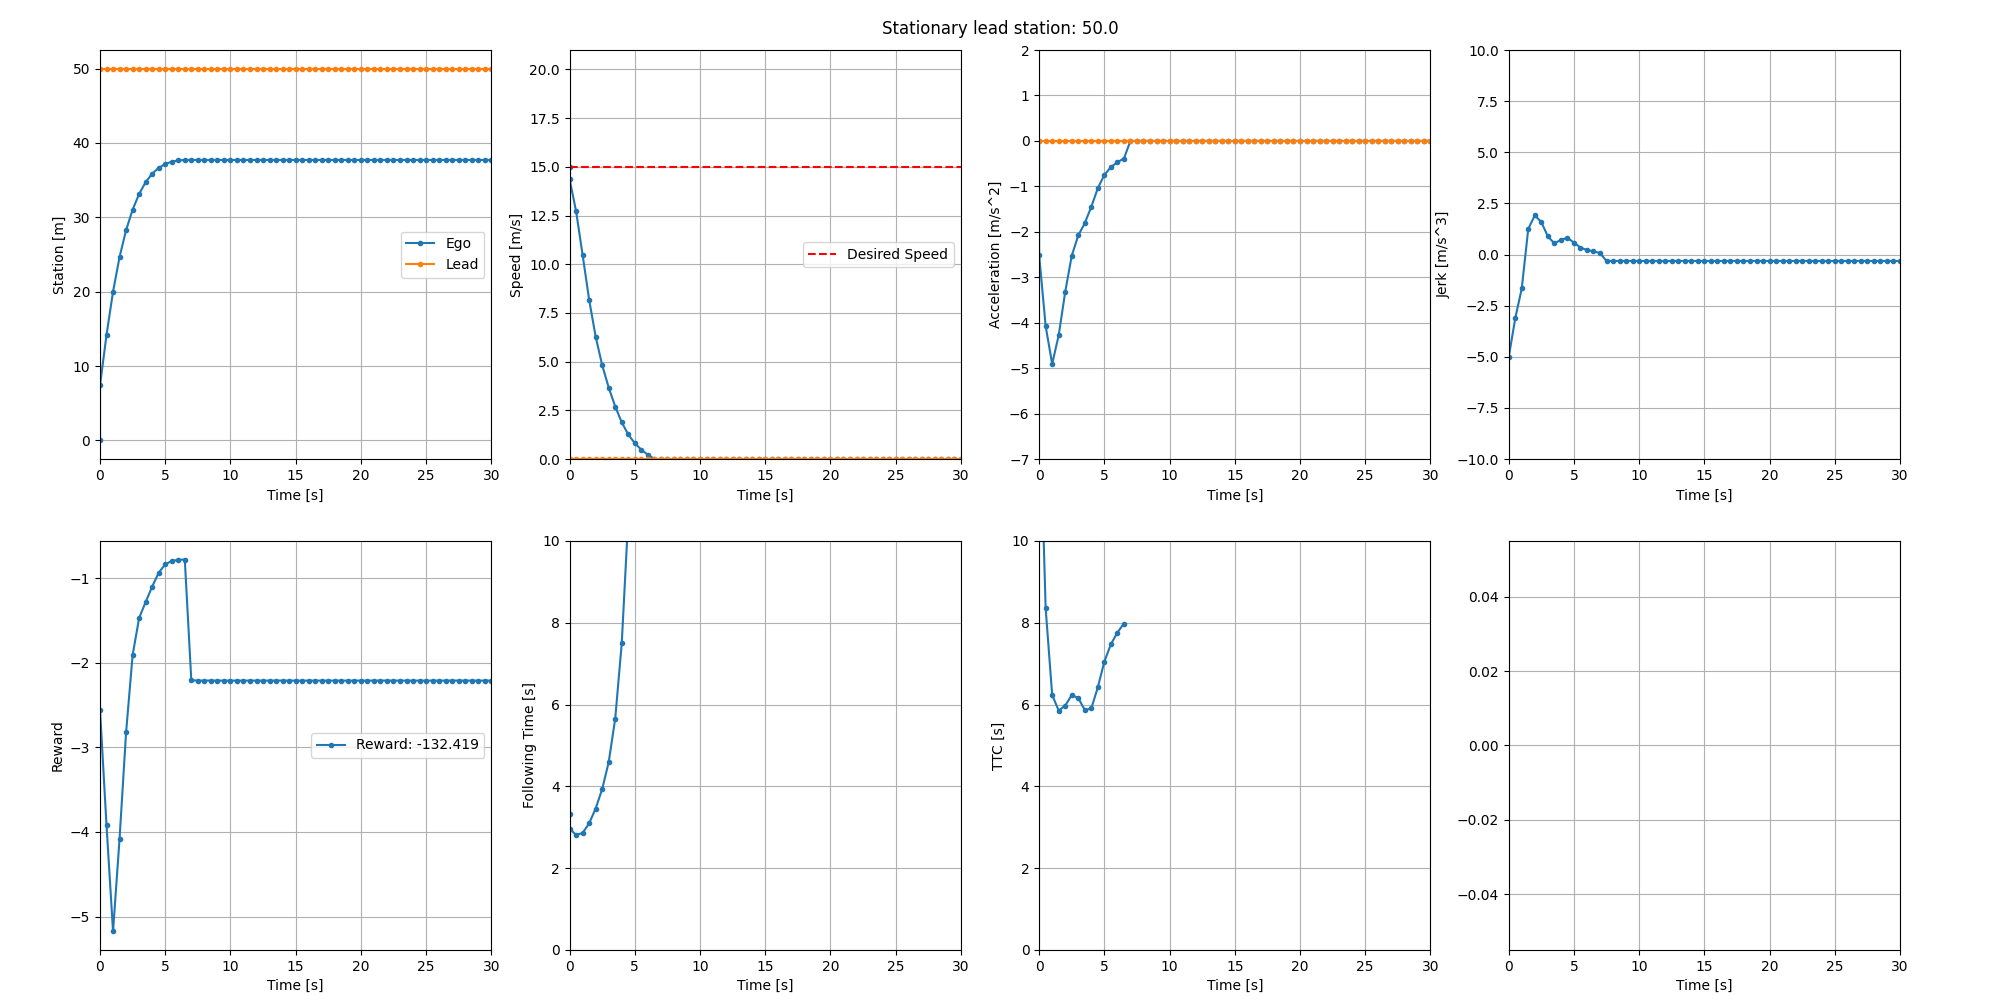 Stationary lead station: 50.0
Station [m]
50
40
30
20
10
0
Ego
Lead
0 5 10 15 20 25 30
Time [s]
Speed [m/s]
20.0
17.5
15.0
12.5
10.0
7.5
5.0
2.5
0.0
Desired Speed
0 5 10 15 20 25 30
Time [s]
Acceleration [m/s^2]
2
1
0
−1
−2
−3
−4
−5
−6
−7
0 5 10 15 20 25 30
Time [s]
Jerk [m/s^3]
10.0
7.5
5.0
2.5
0.0
−2.5
−5.0
−7.5
−10.0
0 5 10 15 20 25 30
Time [s]
Reward
−1
−2
−3
−4
−5
Reward: -132.419
0 5 10 15 20 25 30
Time [s]
Following Time [s]
10
8
6
4
2
0
0 5 10 15 20 25 30
Time [s]
TTC [s]
10
8
6
4
2
0
0 5 10 15 20 25 30
Time [s]
0.04
0.02
0.00
−0.02
−0.04
0 5 10 15 20 25 30
Time [s]